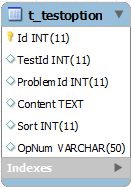 t_testoption
Id INT(11)
TestId INT(11)
ProblemId INT(11)
Content TEXT
Sort INT(11)
OpNum VARCHAR(50)
Indexes